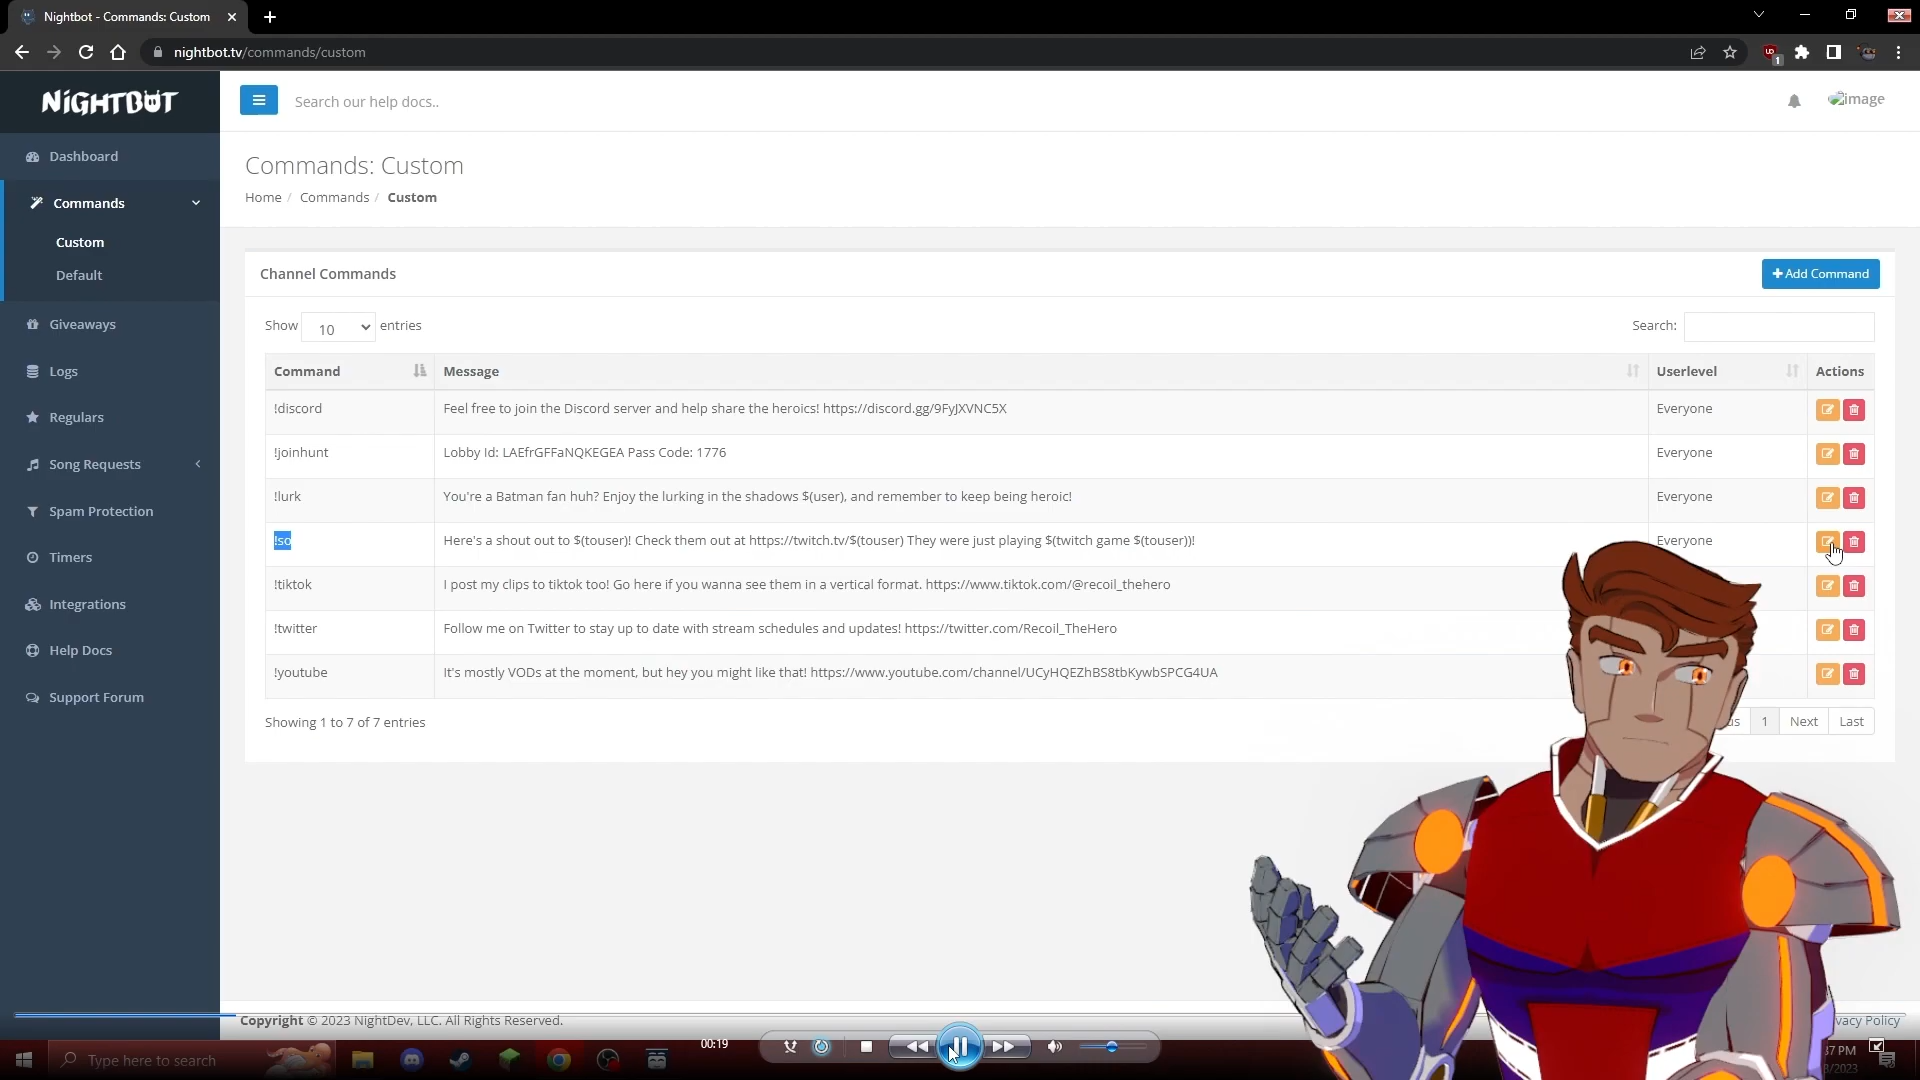 Nightbot - Commands: Custom
nightbot.tv/commands/custom
1
NiGHTBOT
Search our help docs..
image
Dashboard
Commands
Custom
Default
Giveaways
Logs
Regulars
Song Requests
Spam Protection
Timers
Integrations
Help Docs
Support Forum
Commands: Custom
Home / Commands / Custom
Channel Commands
Add Command
Show 10 entries
Search:
Command Message Userlevel Actions
!discord Feel free to join the Discord server and help share the heroics! https://discord.gg/9FyJXVNC5X Everyone
!joinhunt Lobby Id: LAEfrGFFaNQKEGEA Pass Code: 1776 Everyone
!lurk You're a Batman fan huh? Enjoy the lurking in the shadows $(user), and remember to keep being heroic! Everyone
!so Here's a shout out to $(touser)! Check them out at https://twitch.tv/$(touser) They were just playing $(twitch game $(touser))! Everyone
!tiktok I post my clips to tiktok too! Go here if you wanna see them in a vertical format. https://www.tiktok.com/@recoil_thehero
!twitter Follow me on Twitter to stay up to date with stream schedules and updates! https://twitter.com/Recoil_TheHero
!youtube It's mostly VODs at the moment, but hey you might like that! https://www.youtube.com/channel/UCyHQEZhBS8tbKywbSPCG4UA
Showing 1 to 7 of 7 entries
1 Next Last
Copyright © 2023 NightDev, LLC. All Rights Reserved.
Policy
Type here to search
00:19
PM